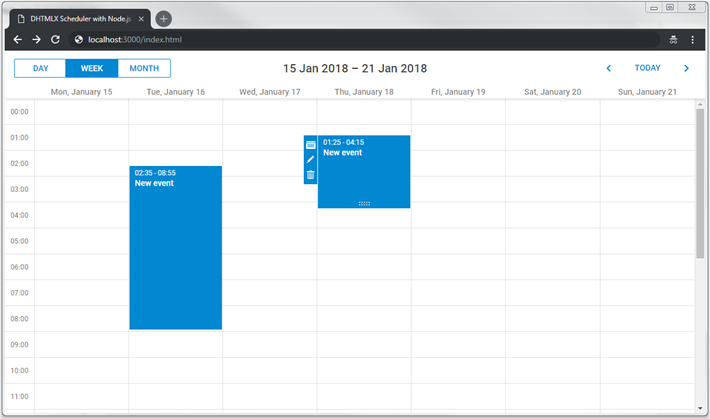 DHTMLX Scheduler with Node.js
localhost:3000/index.html
DAY WEEK MONTH 15 Jan 2018 – 21 Jan 2018 TODAY
Mon, January 15 Tue, January 16 Wed, January 17 Thu, January 18 Fri, January 19 Sat, January 20 Sun, January 21
00:00
01:00
01:25 - 04:15
New event
02:00
02:35 - 08:55
New event
03:00
04:00
05:00
06:00
07:00
08:00
09:00
10:00
11:00